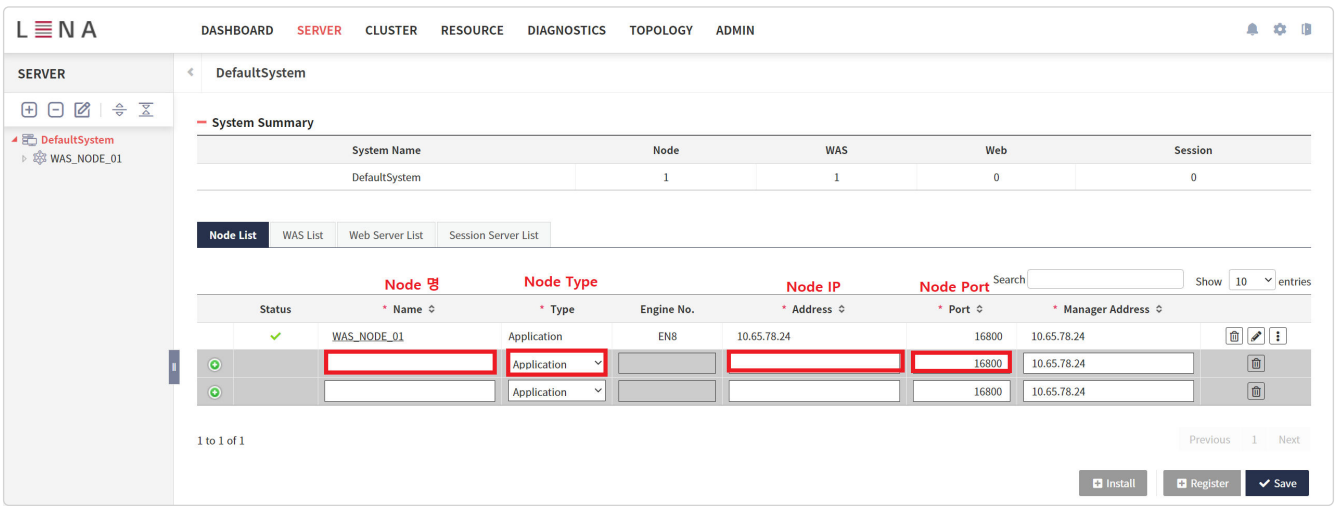 LENA DASHBOARD SERVER CLUSTER RESOURCE DIAGNOSTICS TOPOLOGY ADMIN
SERVER
DefaultSystem
DefaultSystem
WAS_NODE_01
System Summary
System Name Node WAS Web Session
DefaultSystem 1 1 0 0
Node List WAS List Web Server List Session Server List
Node 명 Node Type Node IP Node Port Search Show 10 entries
Status * Name * Type Engine No. * Address * Port * Manager Address
WAS_NODE_01 Application EN8 10.65.78.24 16800 10.65.78.24
Application 16800 10.65.78.24
Application 16800 10.65.78.24
1 to 1 of 1
Previous 1 Next
Install Register Save